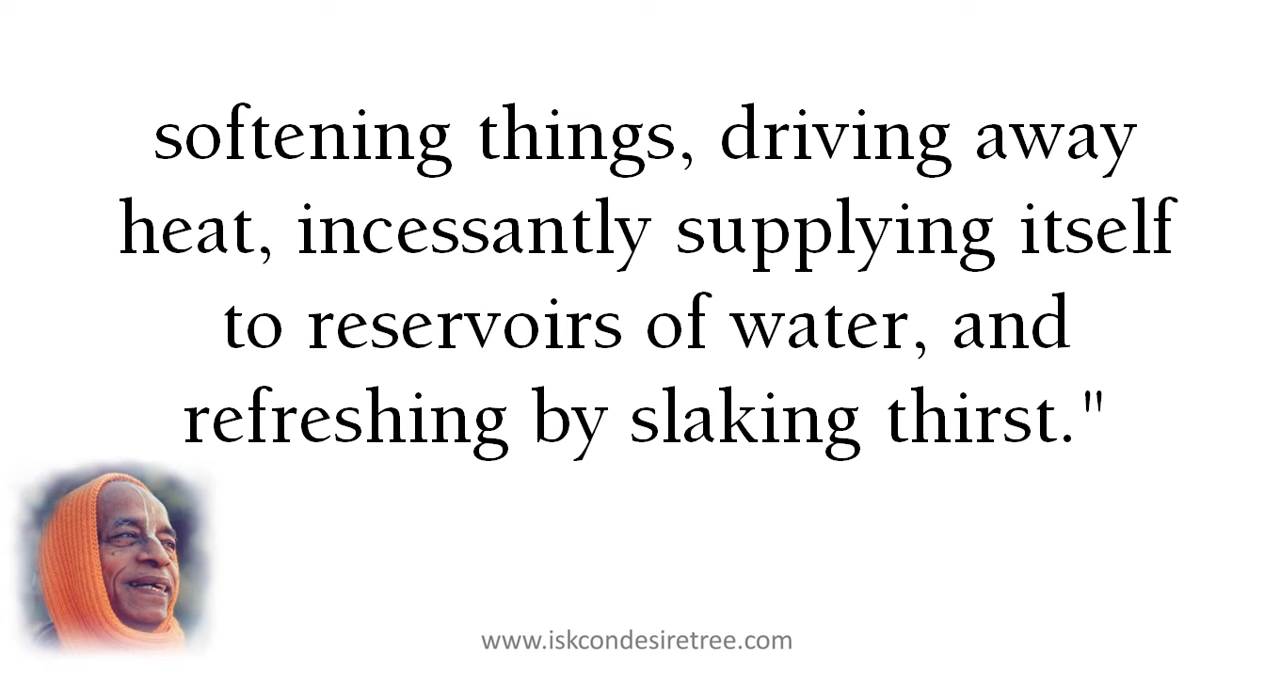 softening things, driving away
heat, incessantly supplying itself
to reservoirs of water, and
refreshing by slaking thirst."
www.iskcondesiretree.com